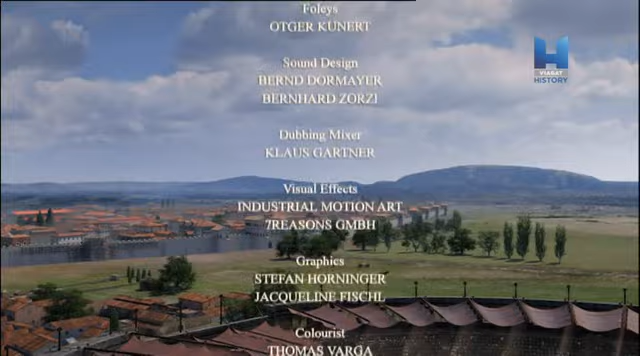 Foleys
OTGER KÜNERT
Sound Design
BERND DORMAYER
BERNHARD ZORZI
Dubbing Mixer
KLAUS GARTNER
Visual Effects
INDUSTRIAL MOTION ART
7REASONS GMBH
Graphics
STEFAN HORNINGER
JACQUELINE FISCHL
Colourist
THOMAS VARGA
H
VIASAT
HISTORY